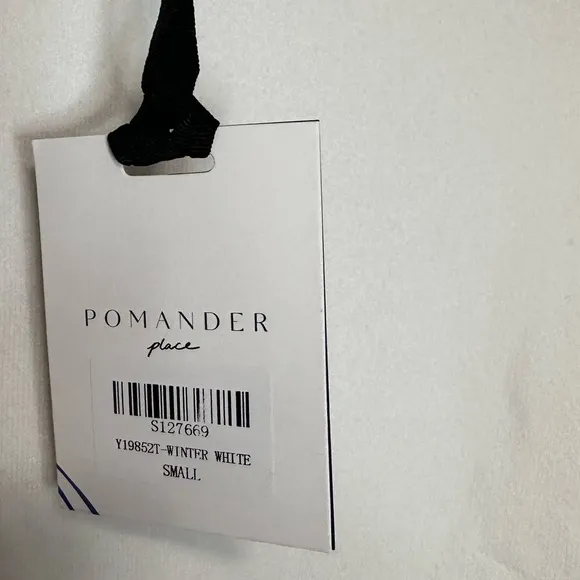 POMANDER
place
S127669
Y19852T-WINTER WHITE
SMALL